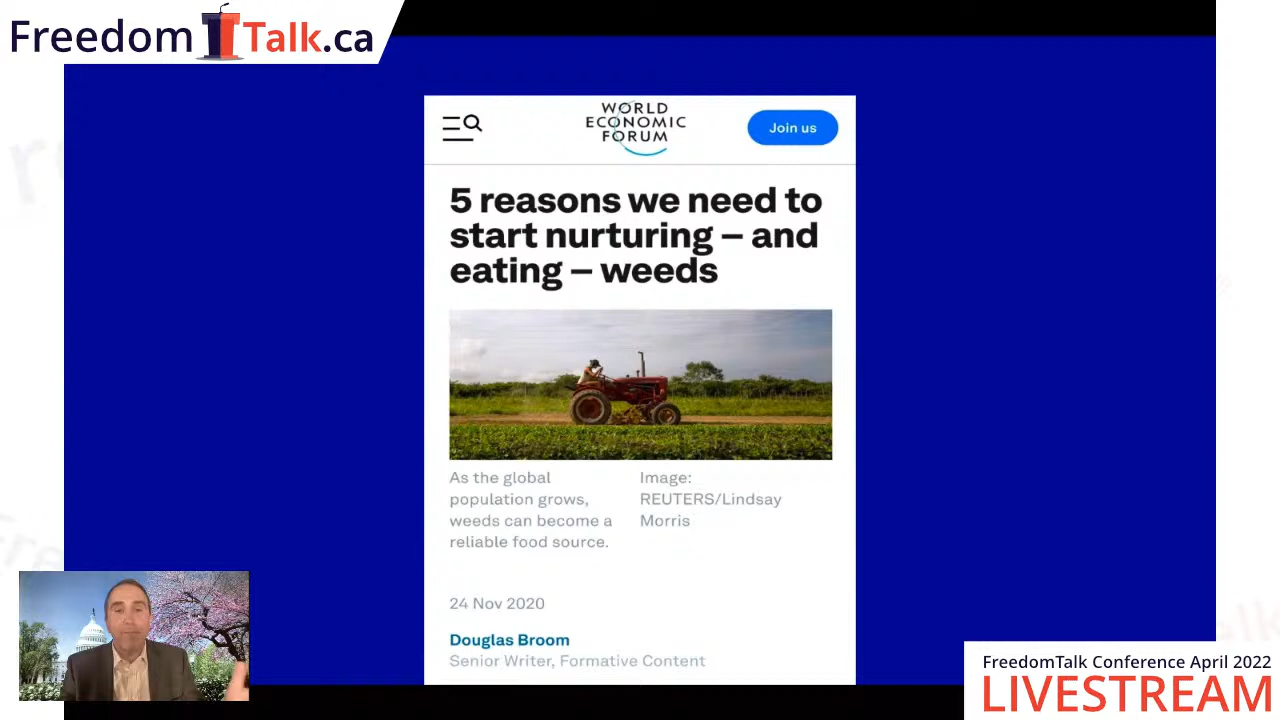 Freedom Talk.ca
WORLD
ECONOMIC
FORUM
Join us
5 reasons we need to
start nurturing – and
eating – weeds
As the global
population grows,
weeds can become a
reliable food source.
Image:
REUTERS/Lindsay
Morris
24 Nov 2020
Douglas Broom
Senior Writer, Formative Content
FreedomTalk Conference April 2022
LIVESTREAM